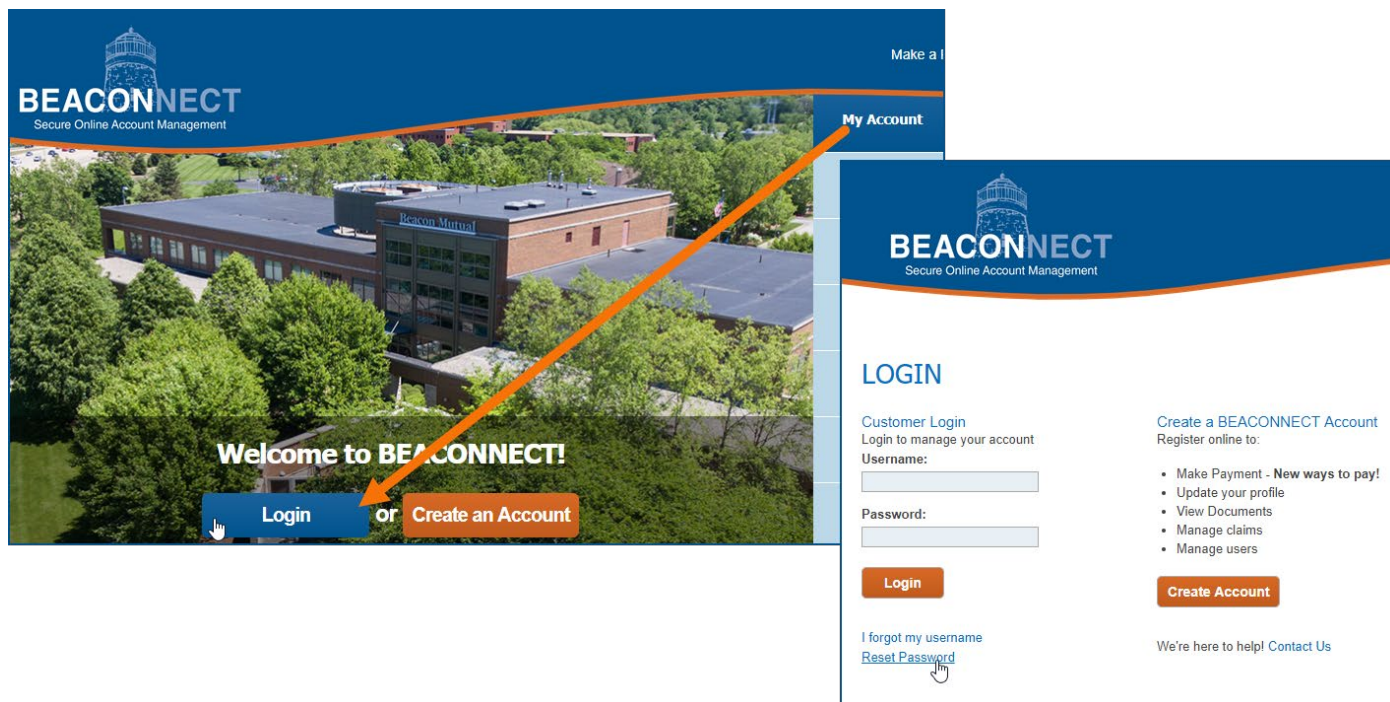 BEACONNECT
Secure Online Account Management
Make a
My Account
Beacon Mutual
Welcome to BEACONNECT!
Login or Create an Account
BEACONNECT
Secure Online Account Management
LOGIN
Customer Login
Login to manage your account
Username:
Password:
Login
I forgot my username
Reset Password
Create a BEACONNECT Account
Register online to:
• Make Payment - New ways to pay!
• Update your profile
• View Documents
• Manage claims
• Manage users
Create Account
We're here to help! Contact Us